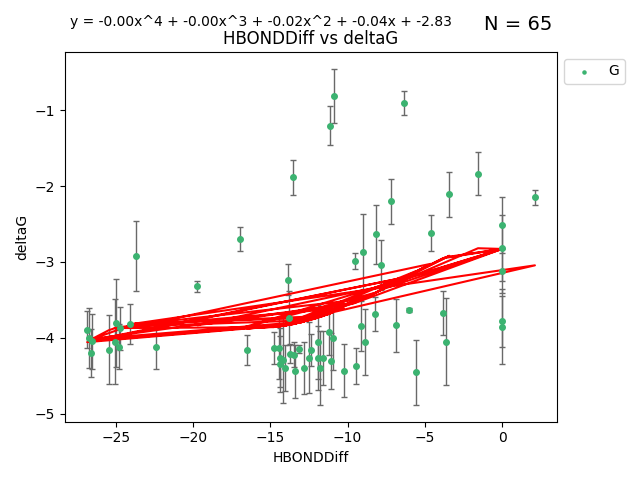 y = -0.00x^4 + -0.00x^3 + -0.02x^2 + -0.04x + -2.83
N = 65
HBONDDiff vs deltaG
G
−1
−2
−3
−4
−5
deltaG
−25 −20 −15 −10 −5 0
HBONDDiff